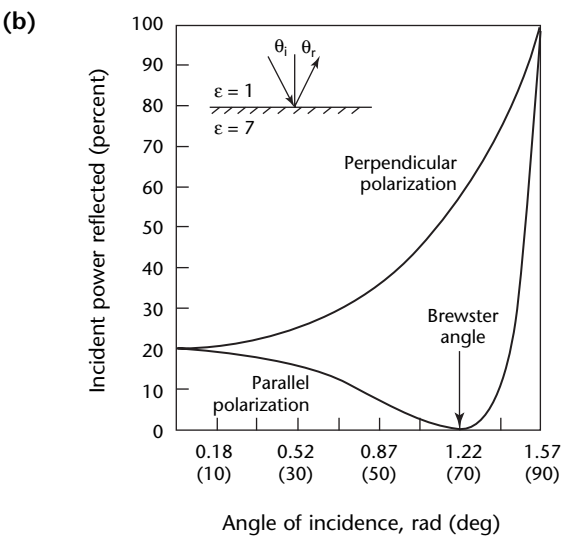 (b)
Incident power reflected (percent)
100
90
80
70
60
50
40
30
20
10
0
θi θr
ε = 1
ε = 7
Perpendicular
polarization
Brewster
angle
Parallel
polarization
0.18 0.52 0.87 1.22 1.57
(10) (30) (50) (70) (90)
Angle of incidence, rad (deg)